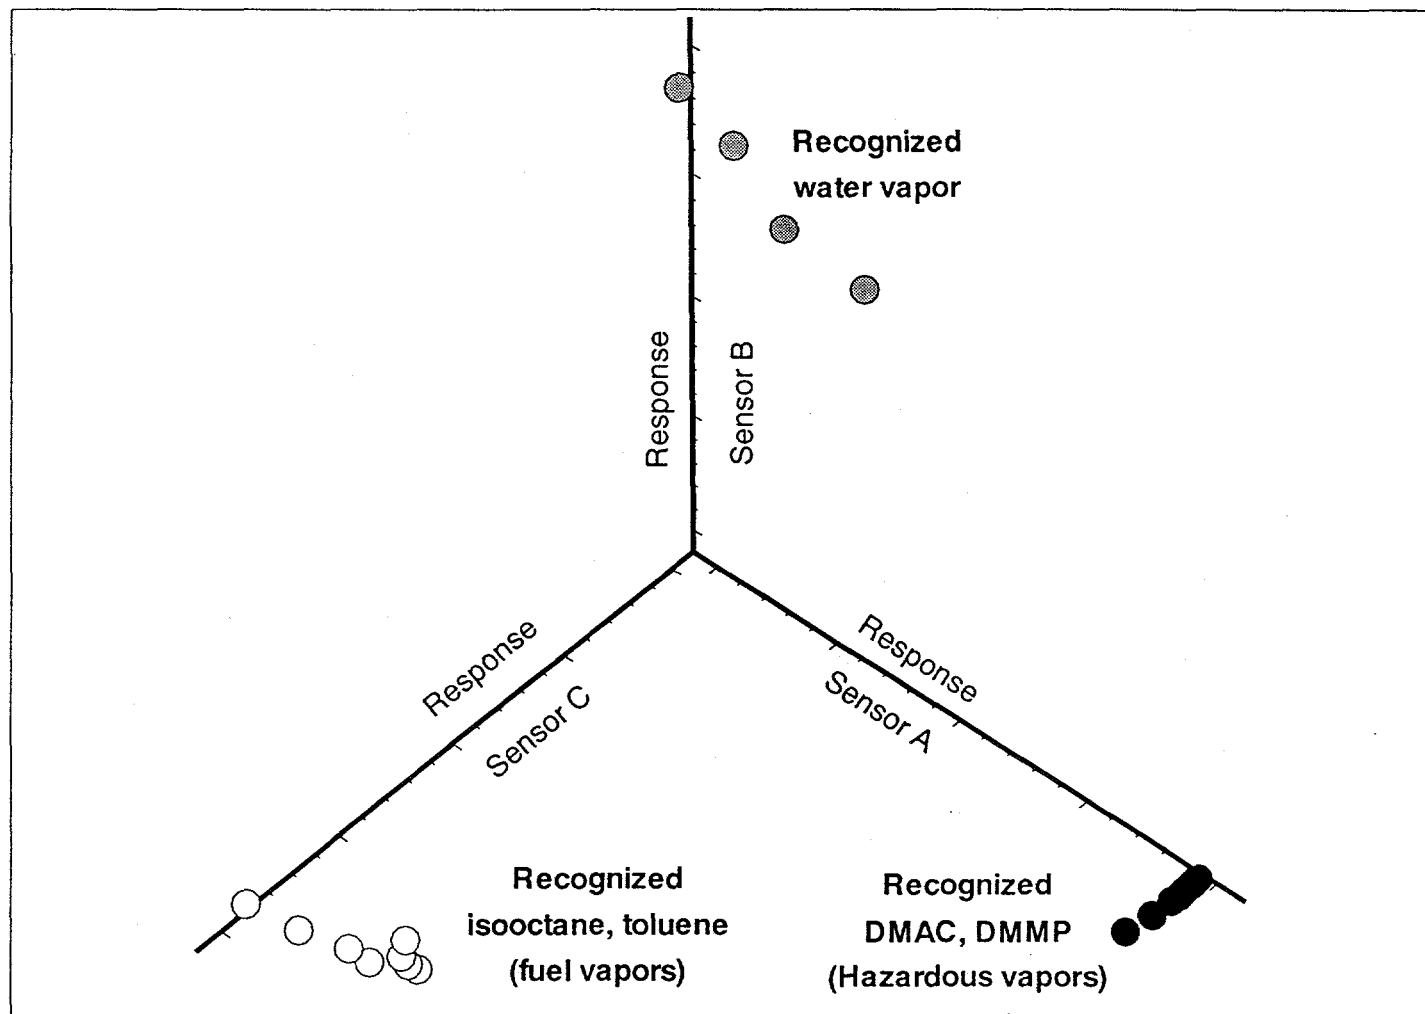 Recognized
water vapor
Response
Sensor B
Response
Sensor C
Response
Sensor A
Recognized
isooctane, toluene
(fuel vapors)
Recognized
DMAC, DMMP
(Hazardous vapors)